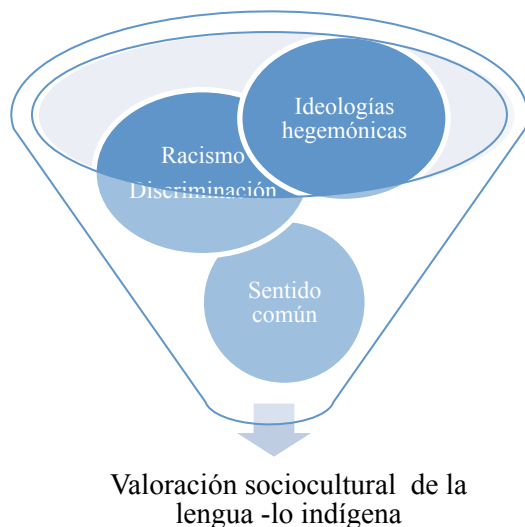 Ideologías
hegemónicas
Racismo
Discriminación
Sentido
común
Valoración sociocultural de la
lengua -lo indígena